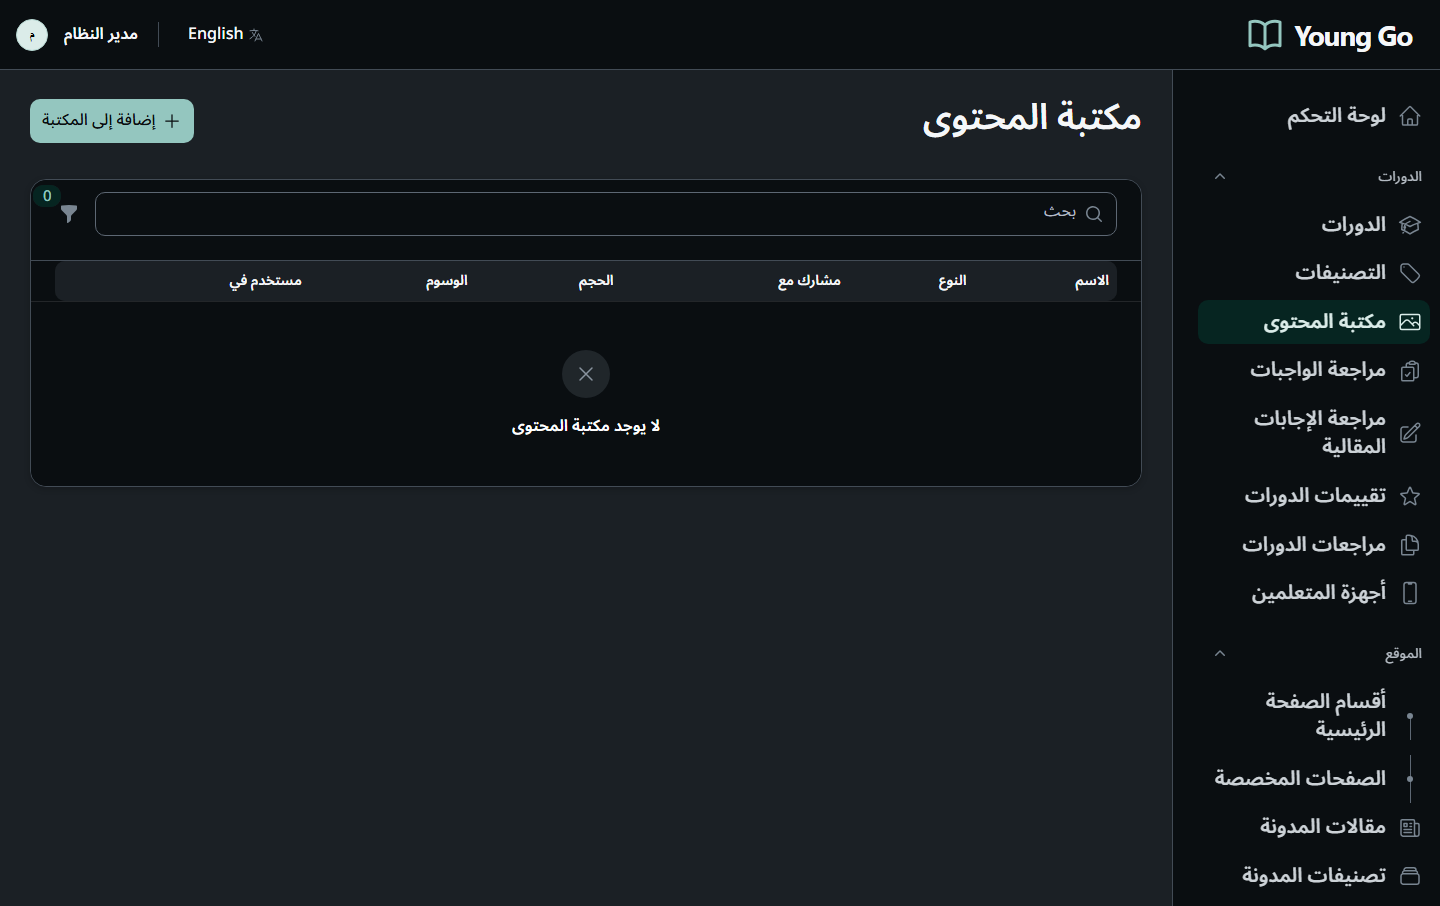 Young Go
English
مدير النظام
م
لوحة التحكم
الدورات
الدورات
التصنيفات
مكتبة المحتوى
مراجعة الواجبات
مراجعة الإجابات
المقالية
تقييمات الدورات
مراجعات الدورات
أجهزة المتعلمين
الموقع
أقسام الصفحة
الرئيسية
الصفحات المخصصة
مقالات المدونة
تصنيفات المدونة
مكتبة المحتوى
إضافة إلى المكتبة
بحث
0
الاسم النوع مشارك مع الحجم الوسوم مستخدم في
لا يوجد مكتبة المحتوى